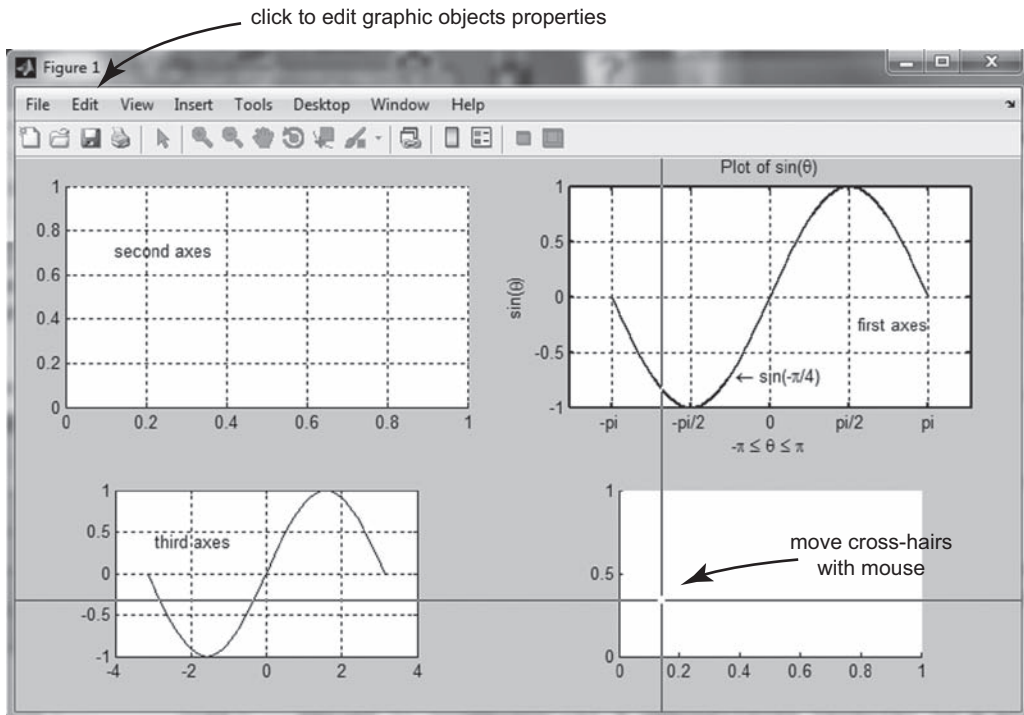 click to edit graphic objects properties
Figure 1
File Edit View Insert Tools Desktop Window Help
1
0.8
0.6
0.4
0.2
0
second axes
0 0.2 0.4 0.6 0.8 1
Plot of sin(θ)
1
0.5
0
-0.5
-1
sin(θ)
first axes
← sin(-π/4)
-pi -pi/2 0 pi/2 pi
-π ≤ θ ≤ π
1
0.5
0
-0.5
-1
third axes
-4 -2 0 2 4
1
0.5
0
move cross-hairs
with mouse
0 0.2 0.4 0.6 0.8 1